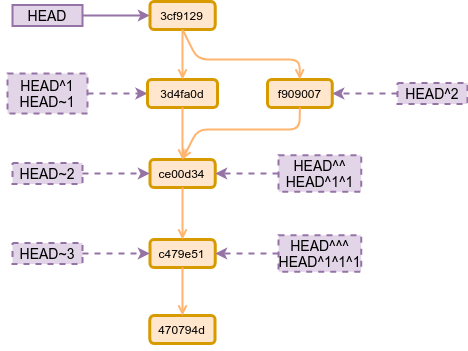 HEAD
3cf9129
HEAD^1
HEAD~1
3d4fa0d
f909007
HEAD^2
HEAD~2
ce00d34
HEAD^^
HEAD^1^1
HEAD~3
c479e51
HEAD^^^
HEAD^1^1^1
470794d